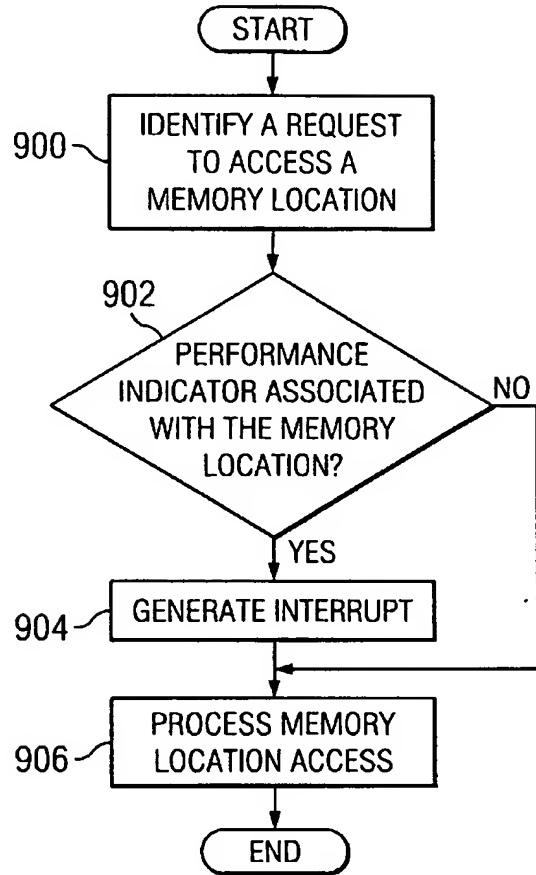 START
900
IDENTIFY A REQUEST
TO ACCESS A
MEMORY LOCATION
902
PERFORMANCE
INDICATOR ASSOCIATED
WITH THE MEMORY
LOCATION?
NO
YES
904
GENERATE INTERRUPT
906
PROCESS MEMORY
LOCATION ACCESS
END